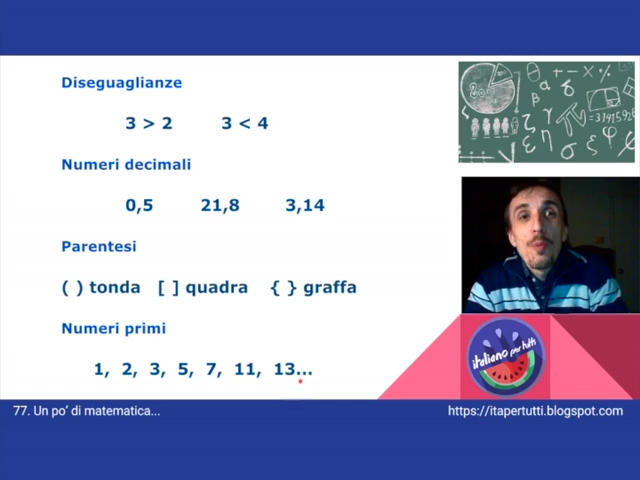 Diseguaglianze
3 > 2 3 < 4
Numeri decimali
0,5 21,8 3,14
Parentesi
( ) tonda [ ] quadra { } graffa
Numeri primi
1, 2, 3, 5, 7, 11, 13...
italiano per tutti
77. Un po’ di matematica...
https://itapertutti.blogspot.com